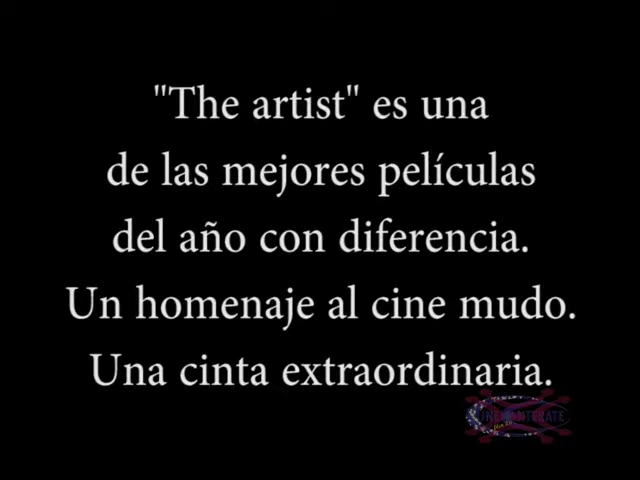 "The artist" es una
de las mejores películas
del año con diferencia.
Un homenaje al cine mudo.
Una cinta extraordinaria.